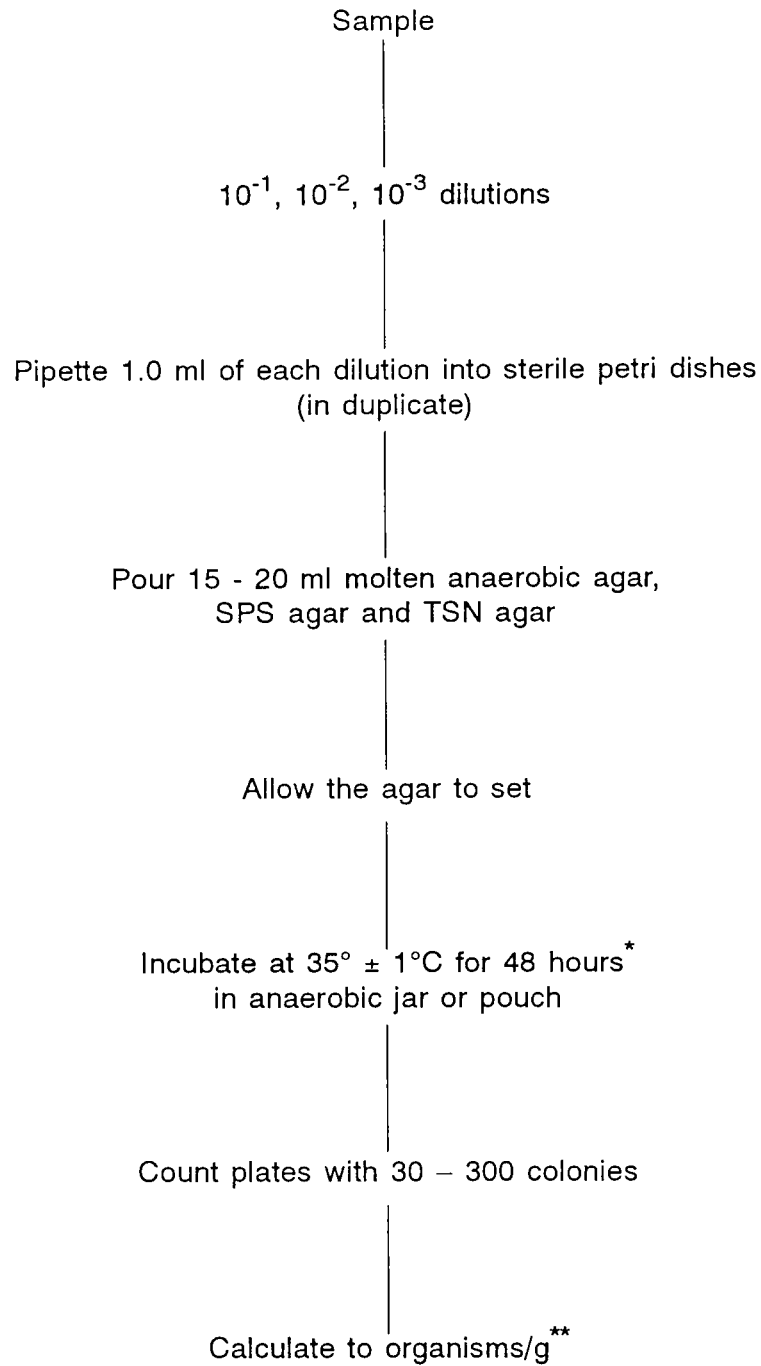 Sample
10⁻¹, 10⁻², 10⁻³ dilutions
Pipette 1.0 ml of each dilution into sterile petri dishes
(in duplicate)
Pour 15 - 20 ml molten anaerobic agar,
SPS agar and TSN agar
Allow the agar to set
Incubate at 35° ± 1°C for 48 hours*
in anaerobic jar or pouch
Count plates with 30 – 300 colonies
Calculate to organisms/g**